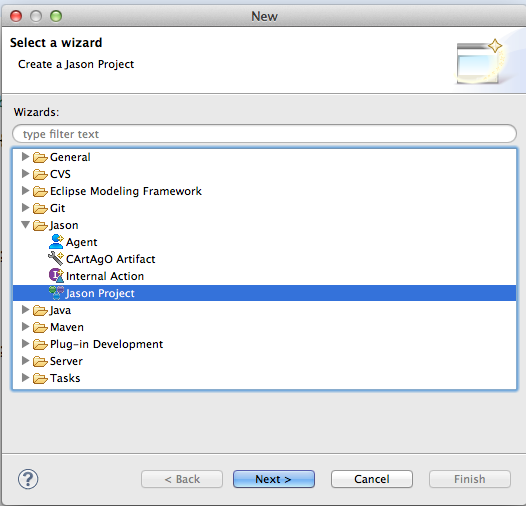 New
Select a wizard
Create a Jason Project
Wizards:
type filter text
General
CVS
Eclipse Modeling Framework
Git
Jason
Agent
CArtAgO Artifact
Internal Action
Jason Project
Java
Maven
Plug-in Development
Server
Tasks
?
< Back Next > Cancel Finish